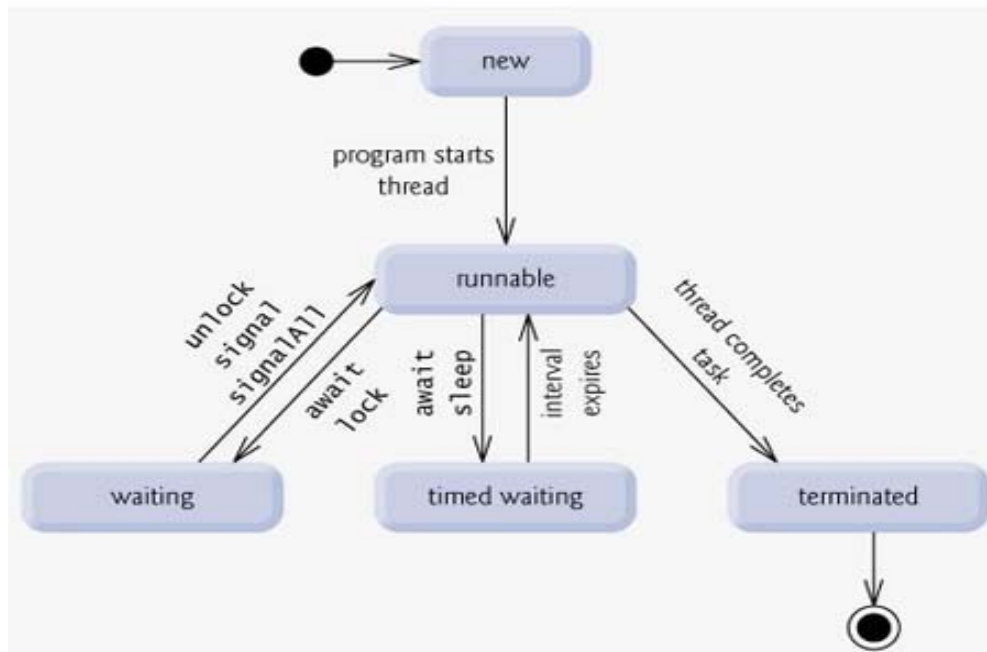 new
program starts
thread
runnable
unlock
signal
signalAll
await
lock
await
sleep
interval
expires
thread completes
task
waiting
timed waiting
terminated